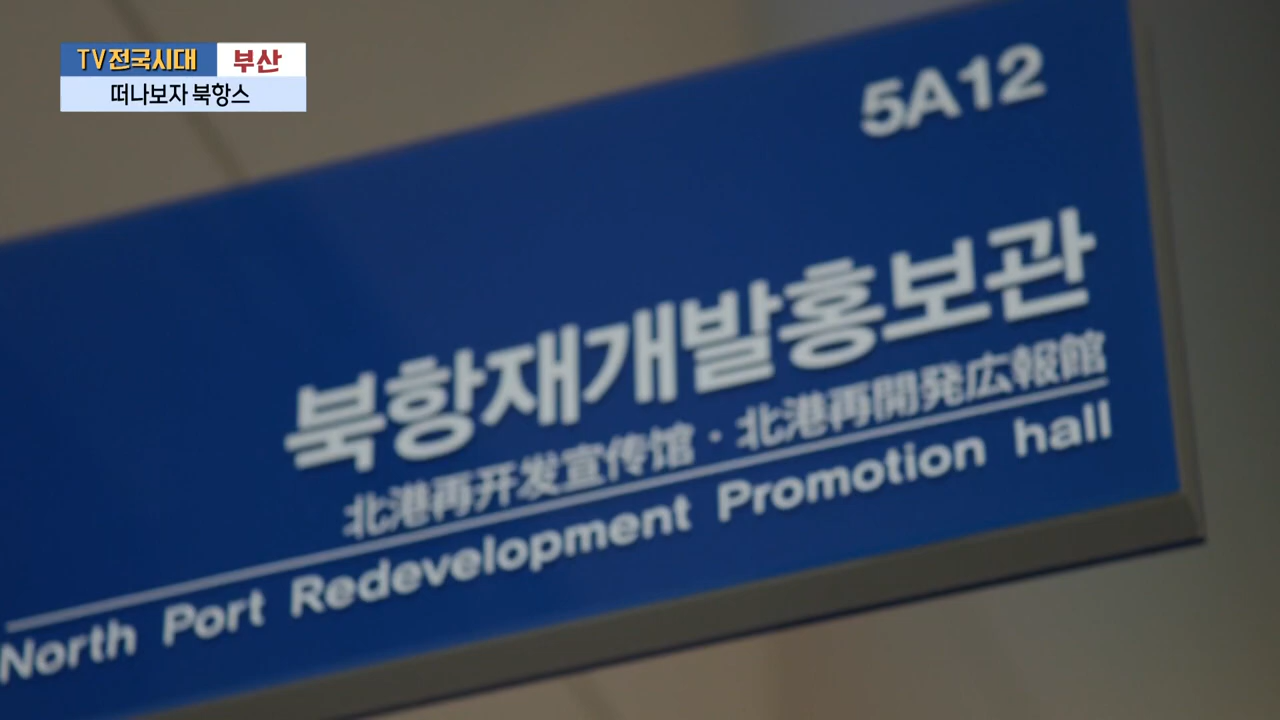 TV전국시대 부산
떠나보자 북항스
5A12
북항재개발홍보관
北港再开发宣传馆 · 北港再開発広報館
North Port Redevelopment Promotion hall